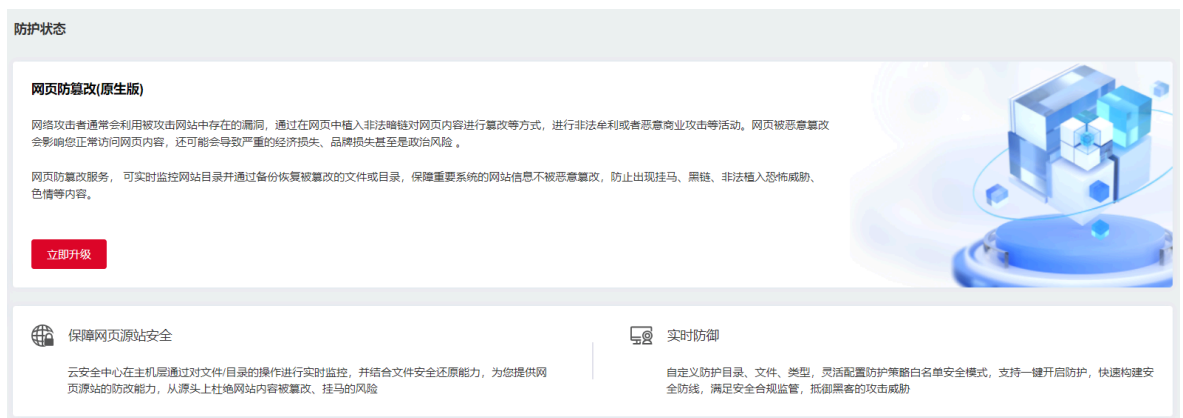 防护状态
网页防篡改(原生版)
网络攻击者通常会利用被攻击网站中存在的漏洞，通过在网页中植入非法暗链对网页内容进行篡改等方式，进行非法牟利或者恶意商业攻击等活动。网页被恶意篡改
会影响您正常访问网页内容，还可能会导致严重的经济损失、品牌损失甚至是政治风险 。
网页防篡改服务， 可实时监控网站目录并通过备份恢复被篡改的文件或目录，保障重要系统的网站信息不被恶意篡改，防止出现挂马、黑链、非法植入恐怖威胁、
色情等内容。
立即升级
保障网页源站安全
云安全中心在主机层通过对文件/目录的操作进行实时监控，并结合文件安全还原能力，为您提供网
页源站的防改能力，从源头上杜绝网站内容被篡改、挂马的风险
实时防御
自定义防护目录、文件、类型，灵活配置防护策略白名单安全模式，支持一键开启防护，快速构建安
全防线，满足安全合规监管，抵御黑客的攻击威胁